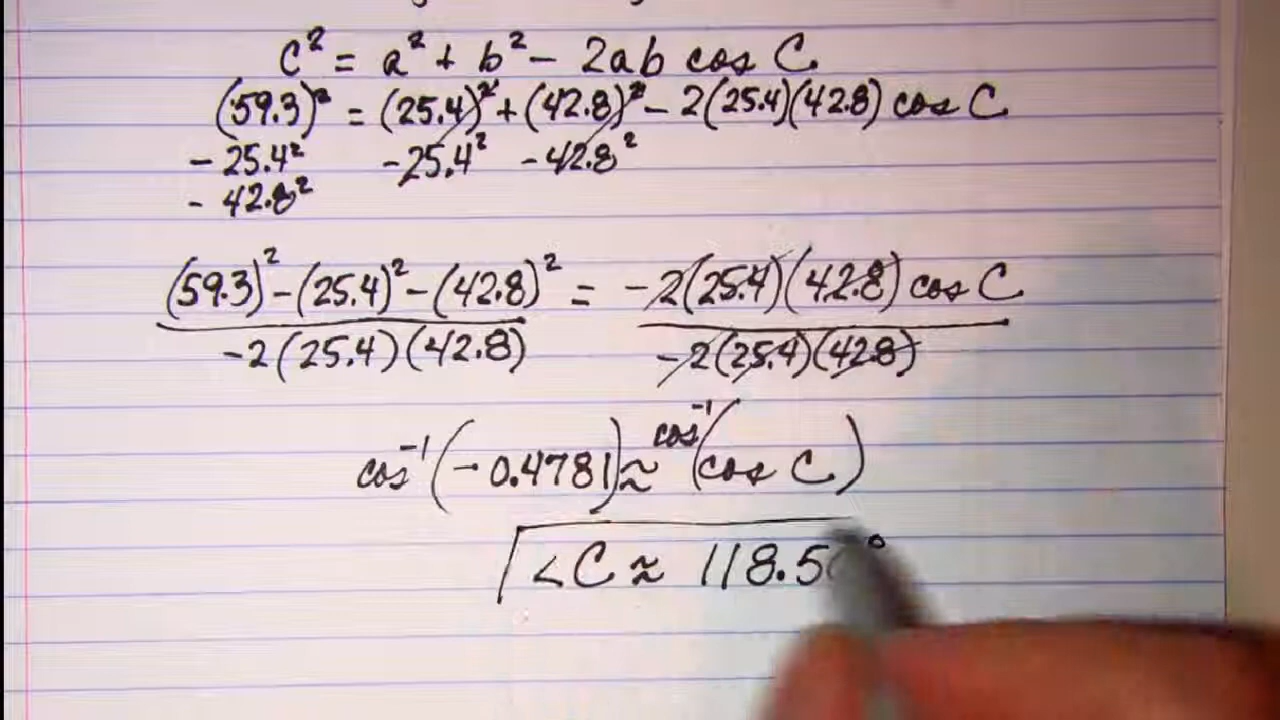 c² = a² + b² - 2ab cos C
(59.3)² = (25.4)² + (42.8)² - 2(25.4)(42.8) cos C
- 25.4² - 25.4² - 42.8²
- 42.8²
(59.3)² - (25.4)² - (42.8)² = -2(25.4)(42.8) cos C
-2(25.4)(42.8) -2(25.4)(42.8)
cos⁻¹(-0.4781) ≈ cos⁻¹(cos C)
∠C ≈ 118.5